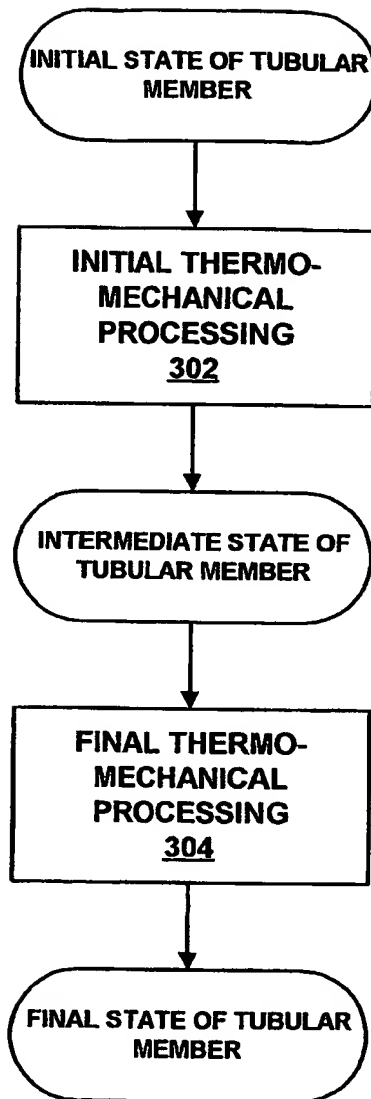 INITIAL STATE OF TUBULAR
MEMBER
INITIAL THERMO-
MECHANICAL
PROCESSING
302
INTERMEDIATE STATE OF
TUBULAR MEMBER
FINAL THERMO-
MECHANICAL
PROCESSING
304
FINAL STATE OF TUBULAR
MEMBER